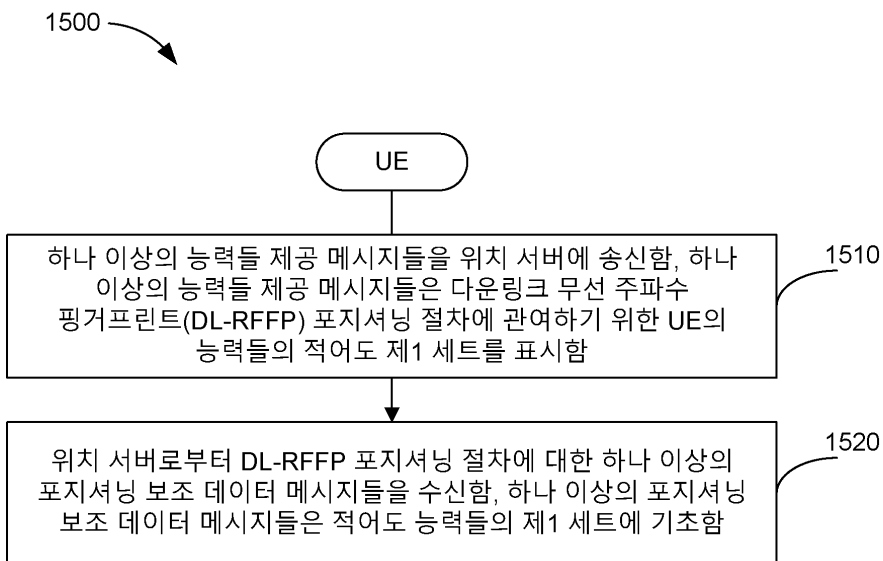 1500
UE
하나 이상의 능력들 제공 메시지들을 위치 서버에 송신함, 하나
이상의 능력들 제공 메시지들은 다운링크 무선 주파수
핑거프린트(DL-RFFP) 포지셔닝 절차에 관여하기 위한 UE의
능력들의 적어도 제1 세트를 표시함
1510
위치 서버로부터 DL-RFFP 포지셔닝 절차에 대한 하나 이상의
포지셔닝 보조 데이터 메시지들을 수신함, 하나 이상의 포지셔닝
보조 데이터 메시지들은 적어도 능력들의 제1 세트에 기초함
1520